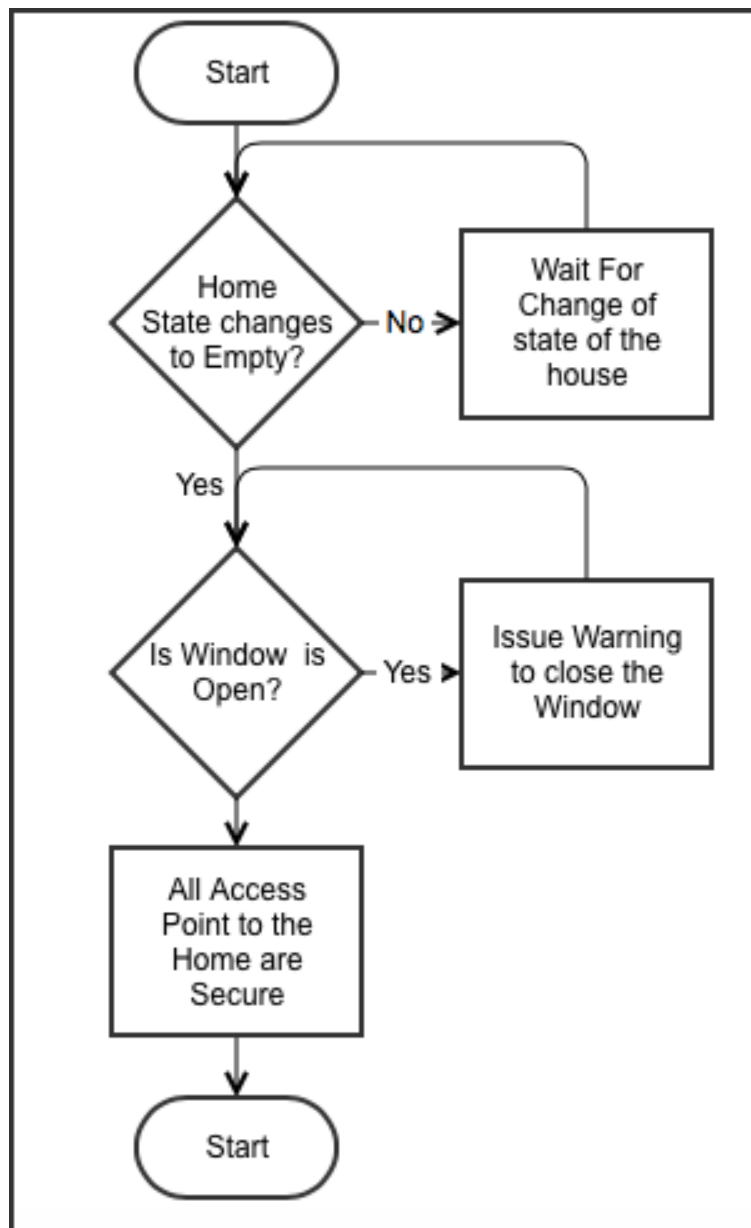 Start
Home
State changes
to Empty?
No
Wait For
Change of
state of the
house
Yes
Is Window is
Open?
Yes
Issue Warning
to close the
Window
All Access
Point to the
Home are
Secure
Start